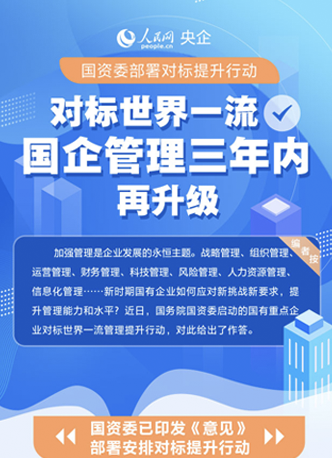 人民网 央企
people.cn
国资委部署对标提升行动
对标世界一流
国企管理三年内
再升级
编者按
加强管理是企业发展的永恒主题。战略管理、组织管理、
运营管理、财务管理、科技管理、风险管理、人力资源管理、
信息化管理……新时期国有企业如何应对新挑战新要求，提
升管理能力和水平？近日，国务院国资委启动的国有重点企
业对标世界一流管理提升行动，对此给出了作答。
国资委已印发《意见》
部署安排对标提升行动